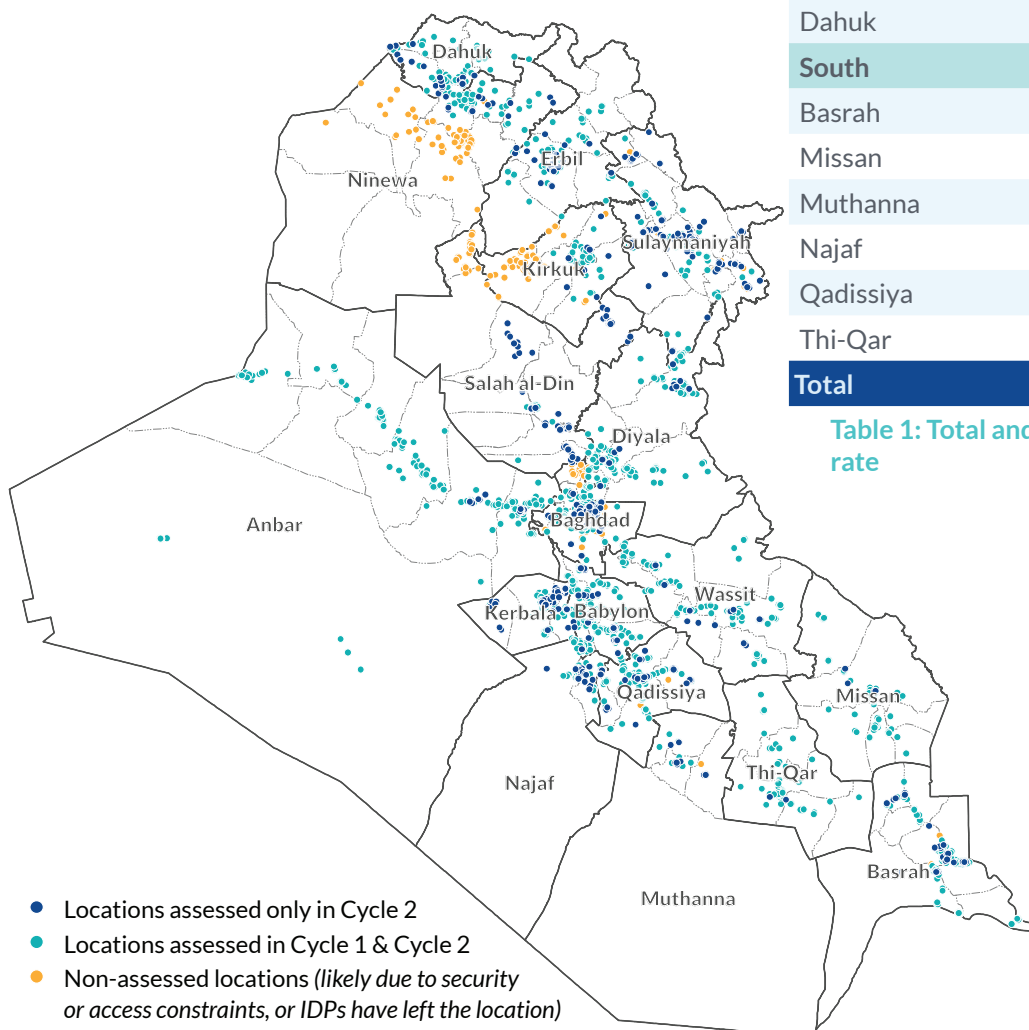 Dahuk
South
Basrah
Missan
Muthanna
Najaf
Qadissiya
Thi-Qar
Total
Table 1: Total and
rate
Dahuk
Erbil
Ninewa
Sulaymaniyah
Kirkuk
Salah al-Din
Diyala
Anbar
Baghdad
Wassit
Kerbala
Babylon
Qadissiya
Missan
Najaf
Thi-Qar
Basrah
Muthanna
Locations assessed only in Cycle 2
Locations assessed in Cycle 1 & Cycle 2
Non-assessed locations (likely due to security
or access constraints, or IDPs have left the location)